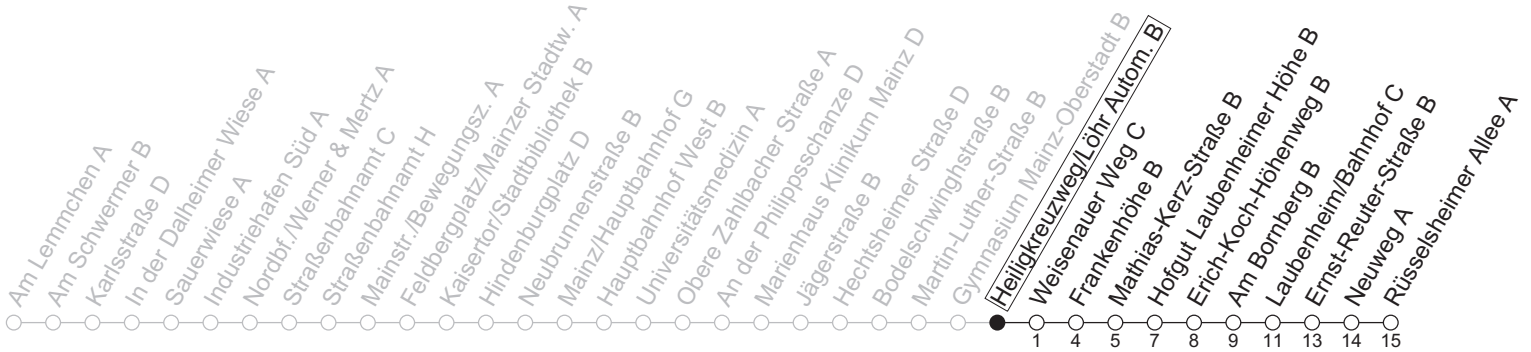 Am Lemmchen A
Am Schwermer B
Karlsstraße D
In der Dalheimer Wiese A
Sauerwiese A
Industriehafen Süd A
Nordbf./Werner & Mertz A
Straßenbahnamt C
Straßenbahnamt H
Mainstr./Bewegungsz. A
Feldbergplatz/Mainzer Stadtw. A
Kaisertor/Stadtbibliothek B
Hindenburgplatz D
Neubrunnenstraße B
Mainz/Hauptbahnhof G
Hauptbahnhof West B
Universitätsmedizin A
Obere Zahlbacher Straße A
An der Philippsschanze D
Marienhaus Klinikum Mainz D
Jägerstraße B
Hechtsheimer Straße D
Bodelschwinghstraße B
Martin-Luther-Straße B
Gymnasium Mainz-Oberstadt B
Heiligkreuzweg/Löhr Autom. B
Weisenauer Weg C
Frankenhöhe B
Mathias-Kerz-Straße B
Hofgut Laubenheimer Höhe B
Erich-Koch-Höhenweg B
Am Bornberg B
Laubenheim/Bahnhof C
Ernst-Reuter-Straße B
Neuweg A
Rüsselsheimer Allee A
1 4 5 7 8 9 11 13 14 15